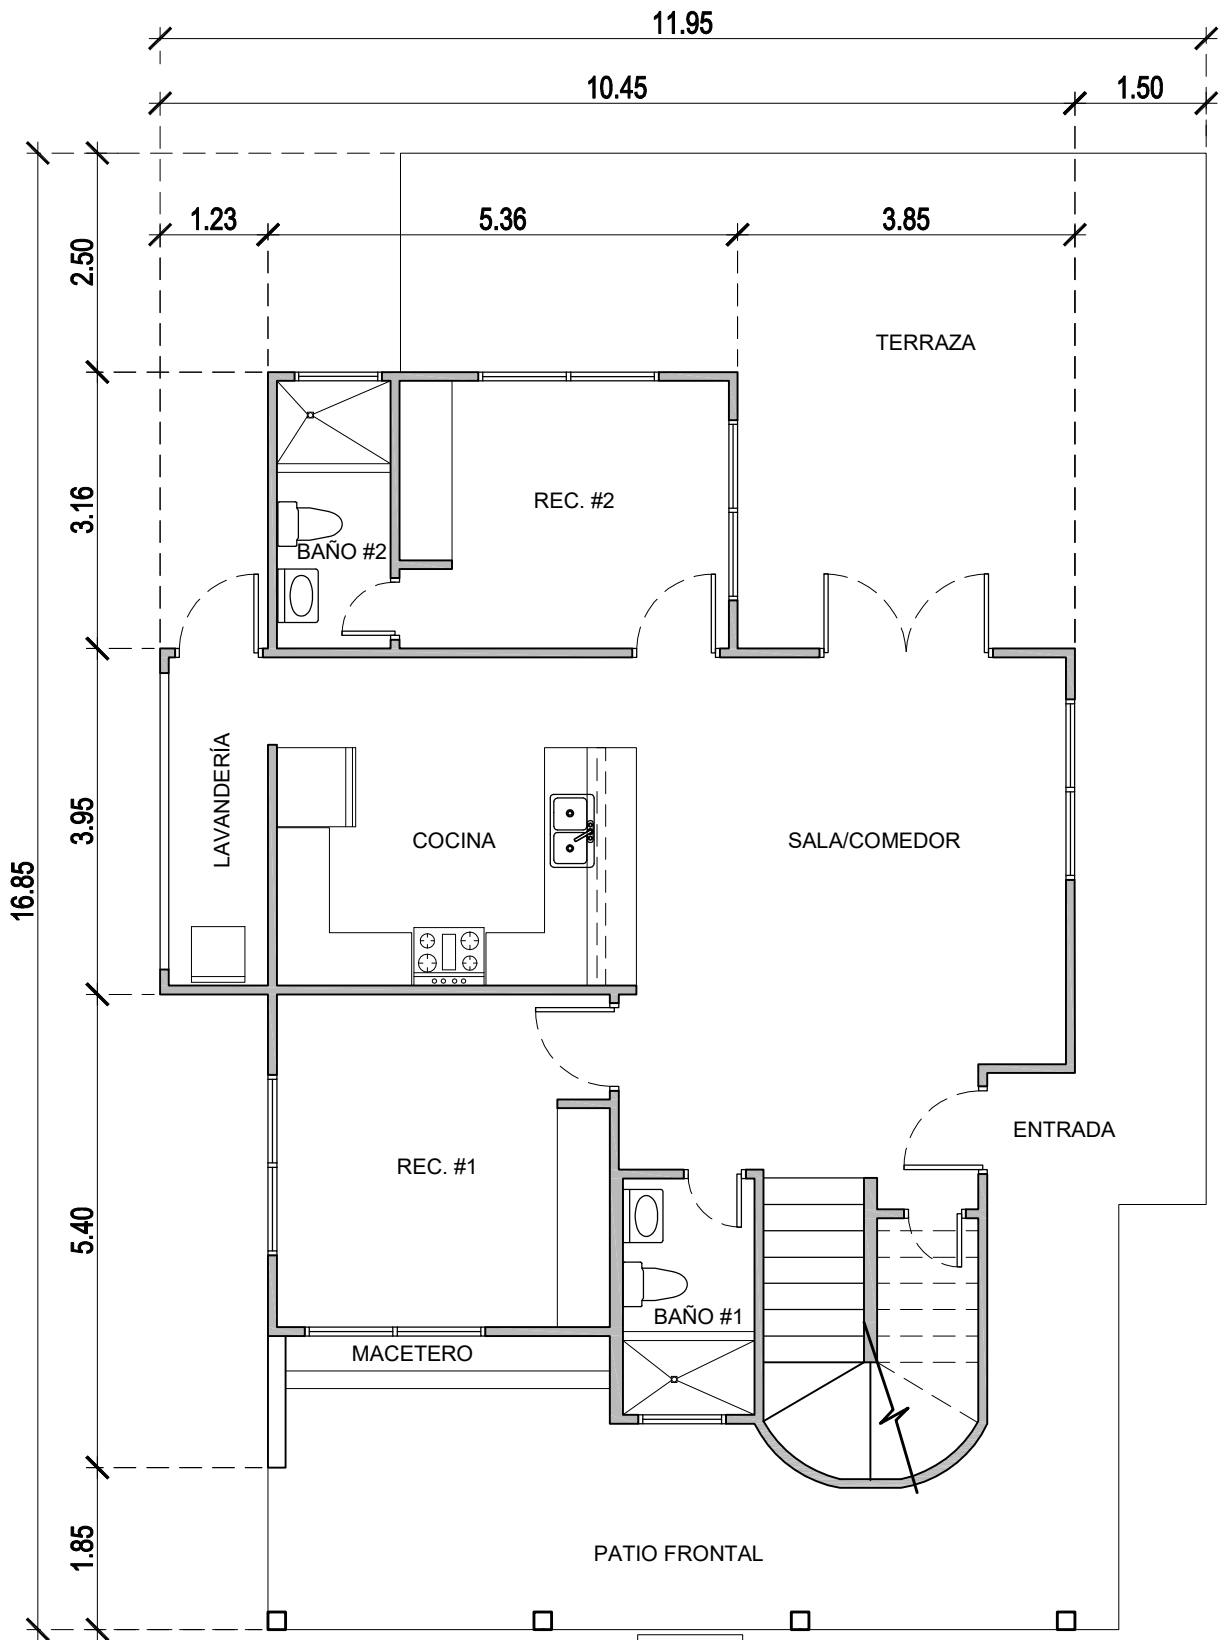 11.95
10.45
1.50
1.23
5.36
3.85
2.50
TERRAZA
3.16
REC. #2
BAÑO #2
LAVANDERÍA
3.95
COCINA
SALA/COMEDOR
16.85
ENTRADA
REC. #1
5.40
BAÑO #1
MACETERO
1.85
PATIO FRONTAL